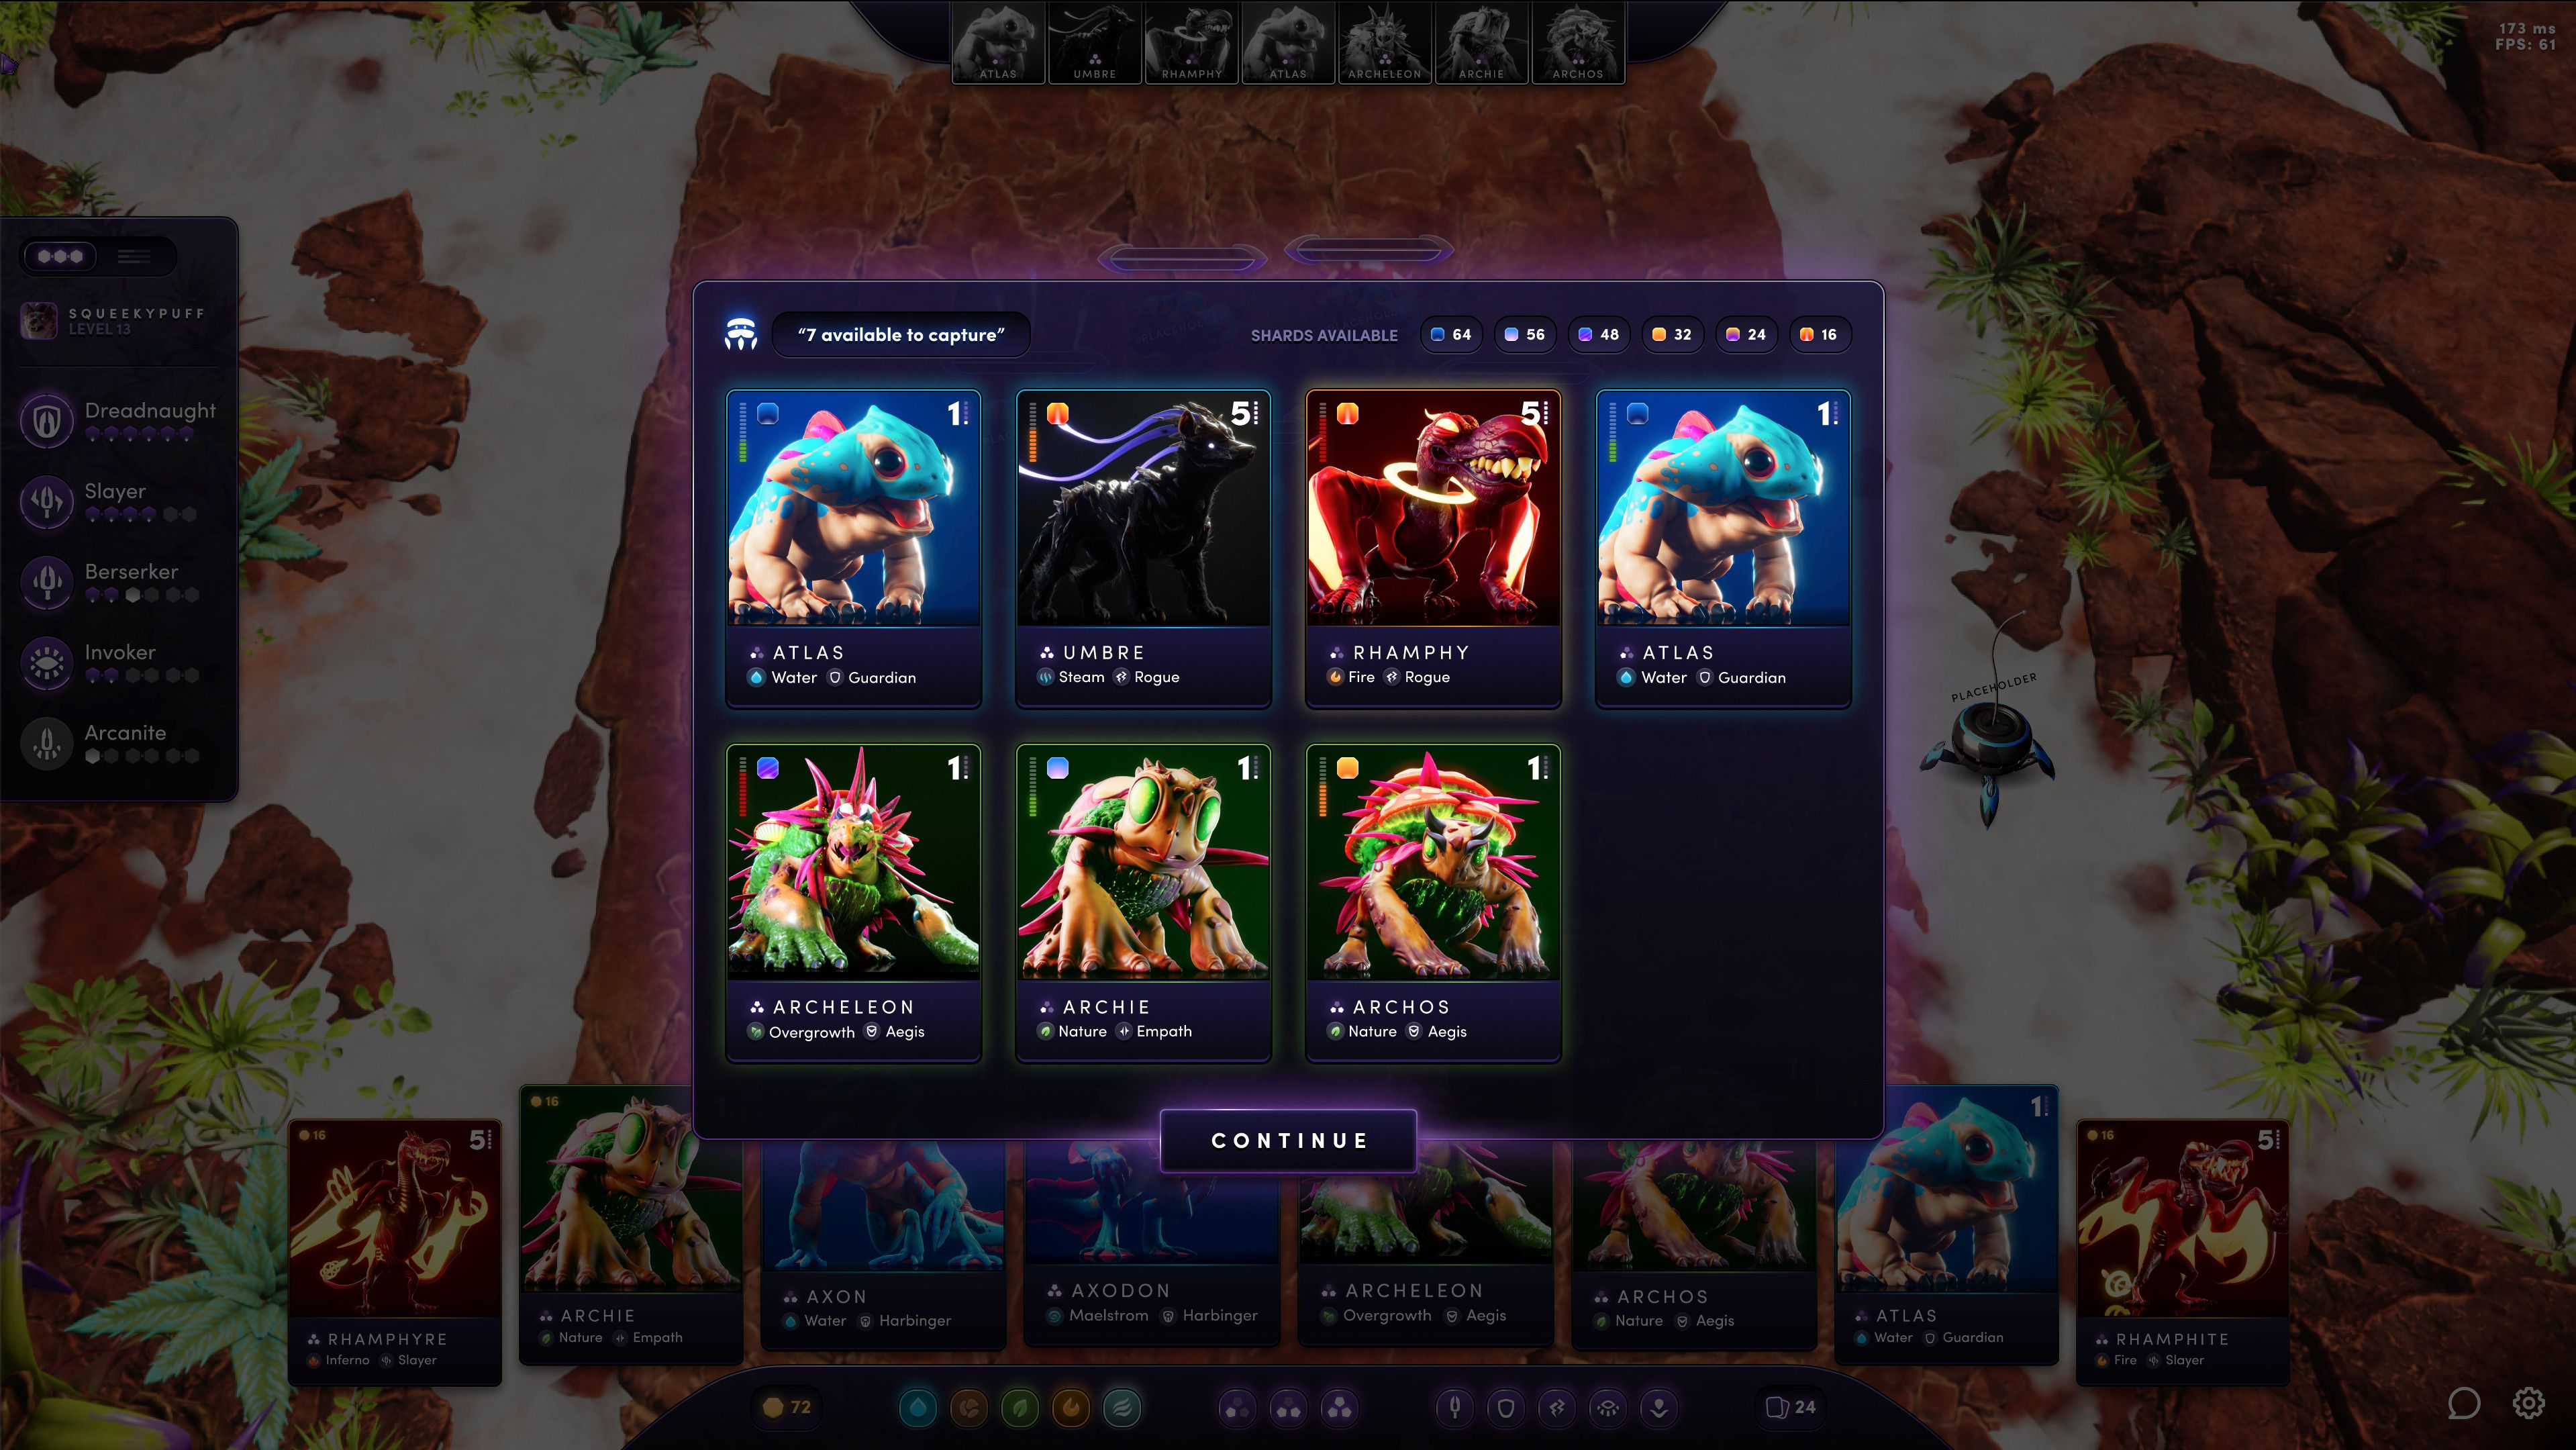 ATLAS UMBRE RHAMPHY ATLAS ARCHELEON ARCHIE ARCHOS
173 ms
FPS: 61
SQUEEKYPUFF
LEVEL 13
Dreadnaught
Slayer
Berserker
Invoker
Arcanite
“7 available to capture”
SHARDS AVAILABLE 64 56 48 32 24 16
1 5 5 1
ATLAS UMBRE RHAMPHY ATLAS
Water Guardian Steam Rogue Fire Rogue Water Guardian
1 1 1
ARCHELEON ARCHIE ARCHOS
Overgrowth Aegis Nature Empath Nature Aegis
PLACEHOLDER
CONTINUE
16 5
RHAMPHYRE
Inferno Slayer
16
ARCHIE
Nature Empath
AXON
Water Harbinger
AXODON
Maelstrom Harbinger
ARCHELEON
Overgrowth Aegis
ARCHOS
Nature Aegis
1
ATLAS
Water Guardian
16 5
RHAMPHITE
Fire Slayer
72
24